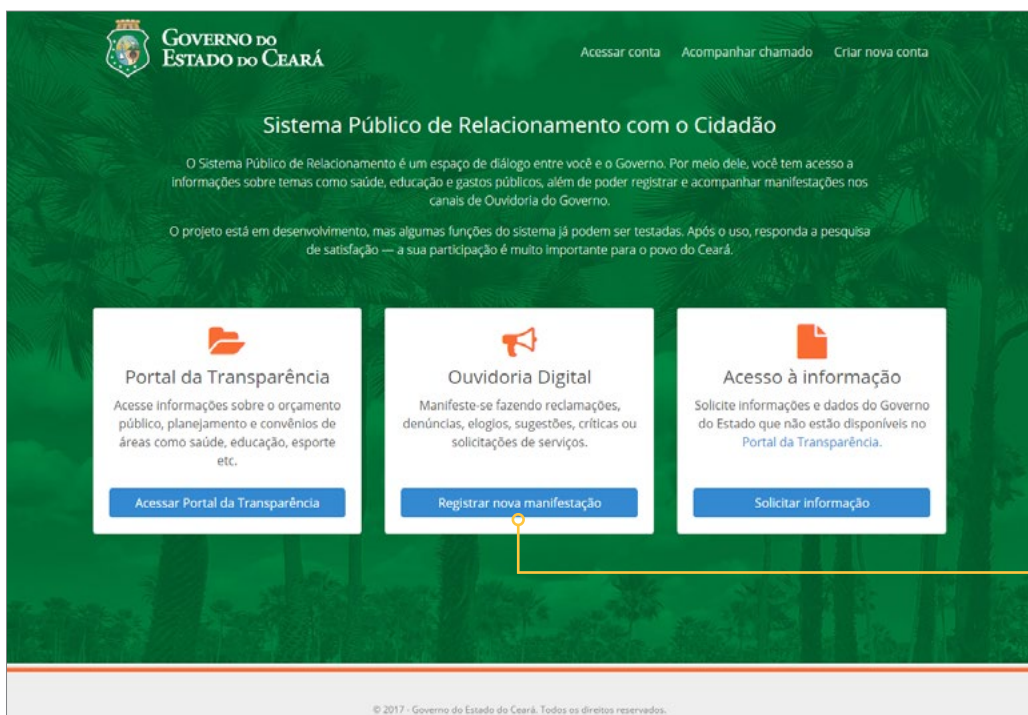 GOVERNO DO
ESTADO DO CEARÁ
Acessar conta Acompanhar chamado Criar nova conta
Sistema Público de Relacionamento com o Cidadão
O Sistema Público de Relacionamento é um espaço de diálogo entre você e o Governo. Por meio dele, você tem acesso a
informações sobre temas como saúde, educação e gastos públicos, além de poder registrar e acompanhar manifestações nos
canais de Ouvidoria do Governo.
O projeto está em desenvolvimento, mas algumas funções do sistema já podem ser testadas. Após o uso, responda a pesquisa
de satisfação — a sua participação é muito importante para o povo do Ceará.
Portal da Transparência
Acesse informações sobre o orçamento
público, planejamento e convênios de
áreas como saúde, educação, esporte
etc.
Acessar Portal da Transparência
Ouvidoria Digital
Manifeste-se fazendo reclamações,
denúncias, elogios, sugestões, críticas ou
solicitações de serviços.
Registrar nova manifestação
Acesso à informação
Solicite informações e dados do Governo
do Estado que não estão disponíveis no
Portal da Transparência.
Solicitar informação
© 2017 - Governo do Estado do Ceará. Todos os direitos reservados.